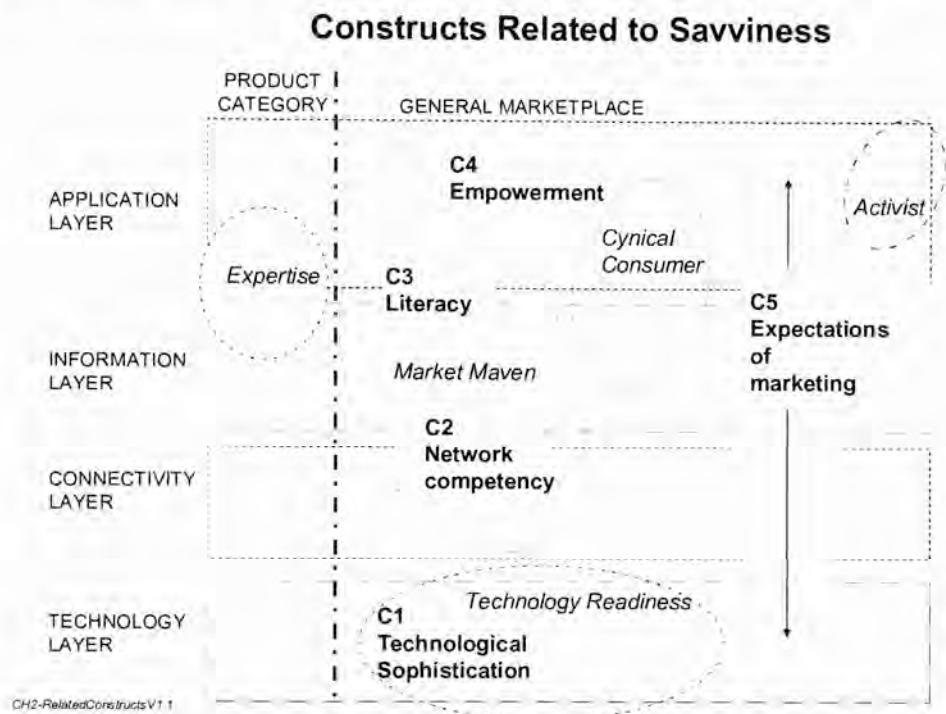 Constructs Related to Savviness
PRODUCT
CATEGORY
GENERAL MARKETPLACE
APPLICATION
LAYER
C4
Empowerment
Activist
Cynical
Consumer
Expertise
C3
Literacy
C5
Expectations
of
marketing
INFORMATION
LAYER
Market Maven
C2
Network
competency
CONNECTIVITY
LAYER
Technology Readiness
C1
Technological
Sophistication
TECHNOLOGY
LAYER
CH2-RelatedConstructsV1.1